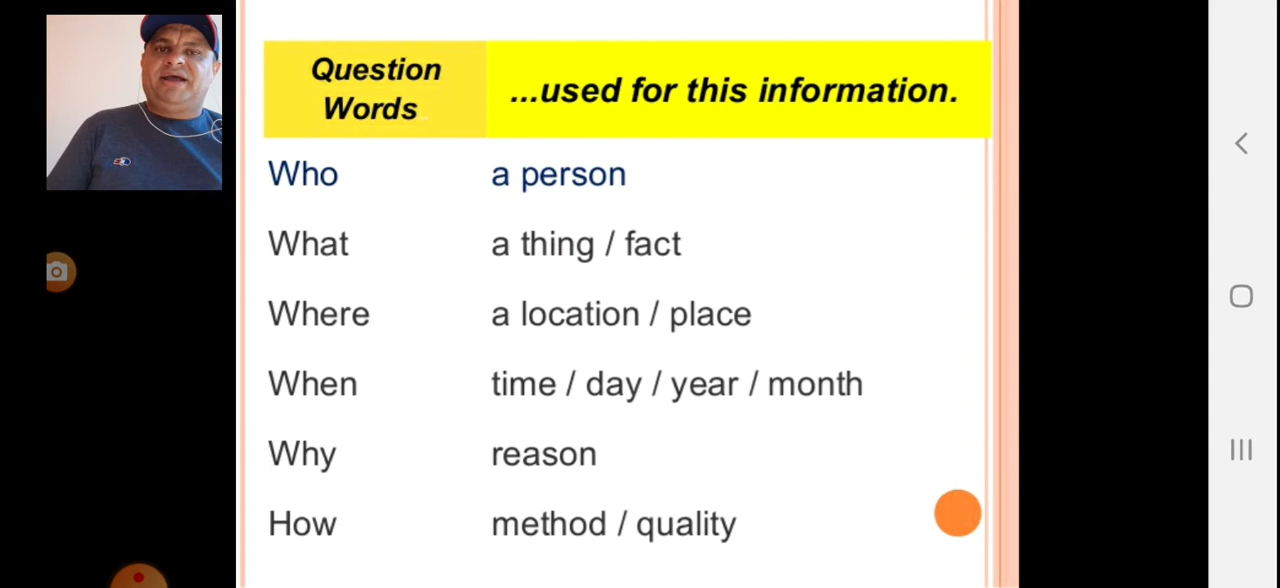 Question
Words
...used for this information.
Who a person
What a thing / fact
Where a location / place
When time / day / year / month
Why reason
How method / quality